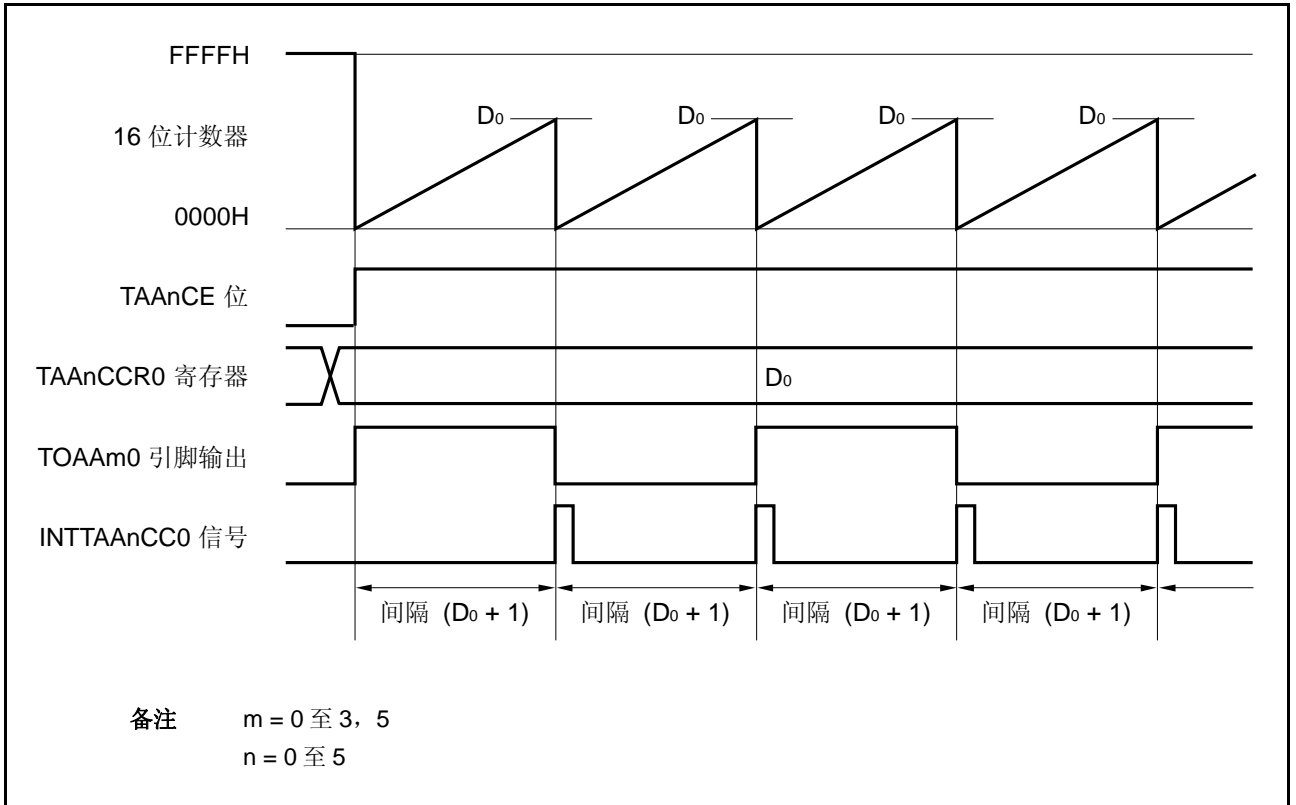 FFFFH
D₀ D₀ D₀ D₀
16 位计数器
0000H
TAAnCE 位
TAAnCCR0 寄存器
D₀
TOAAm0 引脚输出
INTTAAnCC0 信号
间隔 (D₀ + 1) 间隔 (D₀ + 1) 间隔 (D₀ + 1) 间隔 (D₀ + 1)
备注 m = 0 至 3，5
n = 0 至 5